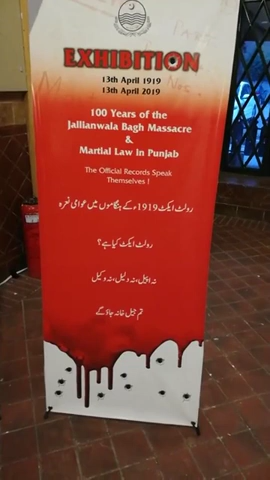 EXHIBITION
13th April 1919
13th April 2019
100 Years of the
Jallianwala Bagh Massacre
&
Martial Law in Punjab
The Official Records Speak
Themselves !
رولٹ ایکٹ 1919ء کے ہنگاموں میں عوامی نعرہ
رولٹ ایکٹ کیا ہے؟
نہ اپیل، نہ دلیل، نہ وکیل
تم جیل خانہ جاؤ گے